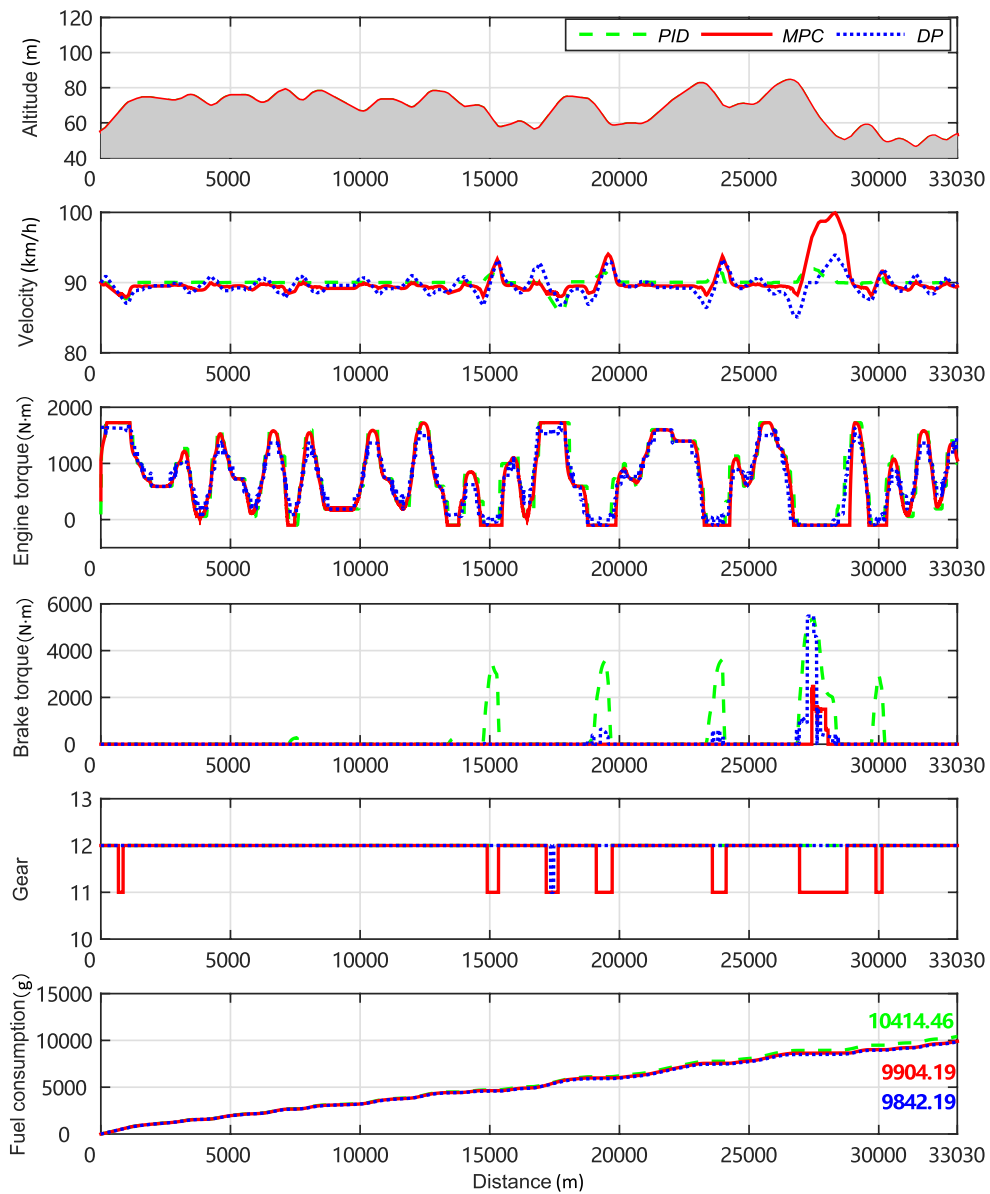 120
PID MPC DP
100
80
60
40
Altitude (m)
0 5000 10000 15000 20000 25000 30000 33030
100
90
80
Velocity (km/h)
0 5000 10000 15000 20000 25000 30000 33030
2000
1000
0
Engine torque (N·m)
0 5000 10000 15000 20000 25000 30000 33030
6000
4000
2000
0
Brake torque (N·m)
0 5000 10000 15000 20000 25000 30000 33030
13
12
11
10
Gear
0 5000 10000 15000 20000 25000 30000 33030
15000
10000
5000
0
Fuel consumption (g)
10414.46
9904.19
9842.19
0 5000 10000 15000 20000 25000 30000 33030
Distance (m)